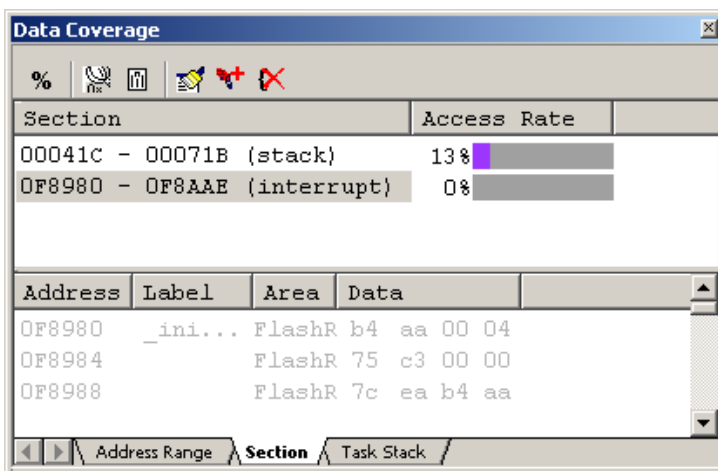 Data Coverage
%
Section Access Rate
00041C - 00071B (stack) 13%
0F8980 - 0F8AAE (interrupt) 0%
Address Label Area Data
0F8980 _ini... FlashR b4 aa 00 04
0F8984 FlashR 75 c3 00 00
0F8988 FlashR 7c ea b4 aa
Address Range Section Task Stack